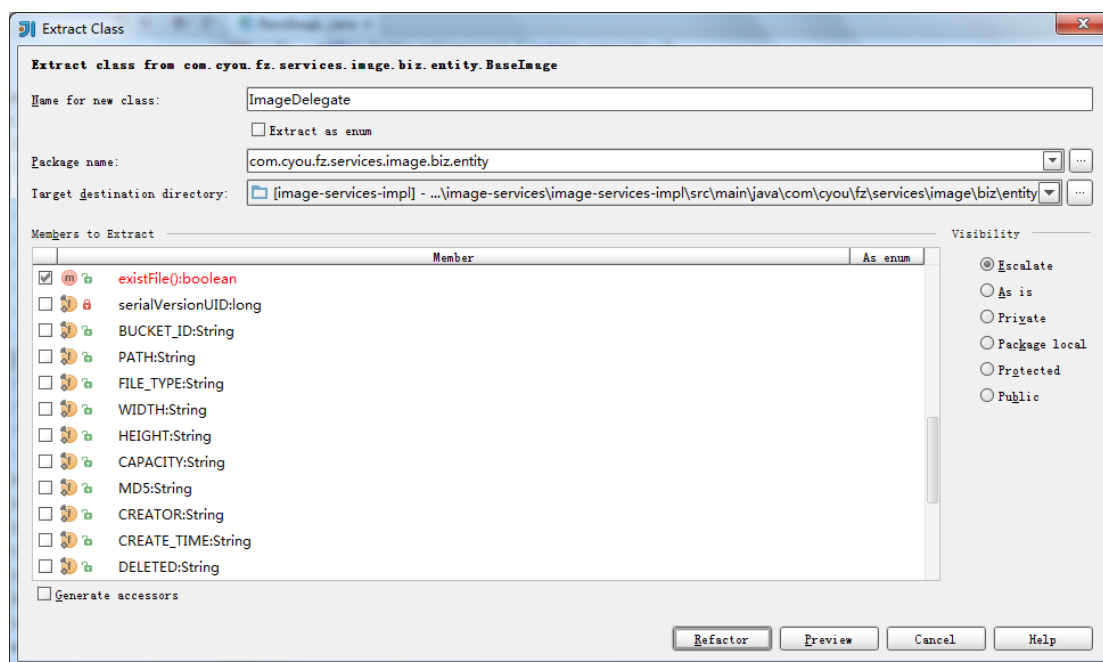 Extract Class
Extract class from com.cyou.fz.services.image.biz.entity.BaseImage
Name for new class:
ImageDelegate
Extract as enum
Package name:
com.cyou.fz.services.image.biz.entity
...
Target destination directory:
[image-services-impl] - ...\image-services\image-services-impl\src\main\java\com\cyou\fz\services\image\biz\entity
...
Members to Extract
Visibility
Member
As enum
existFile():boolean
serialVersionUID:long
BUCKET_ID:String
PATH:String
FILE_TYPE:String
WIDTH:String
HEIGHT:String
CAPACITY:String
MD5:String
CREATOR:String
CREATE_TIME:String
DELETED:String
Escalate
As is
Private
Package local
Protected
Public
Generate accessors
Refactor
Preview
Cancel
Help